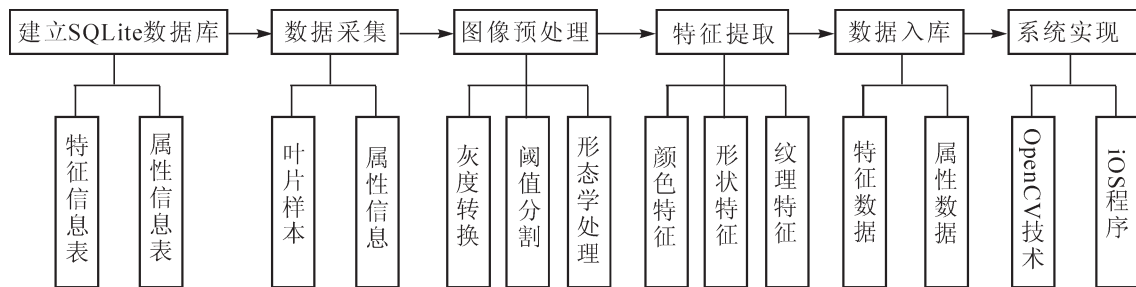 建立SQLite数据库
数据采集
图像预处理
特征提取
数据入库
系统实现
特征信息表
属性信息表
叶片样本
属性信息
灰度转换
阈值分割
形态学处理
颜色特征
形状特征
纹理特征
特征数据
属性数据
OpenCV技术
iOS程序